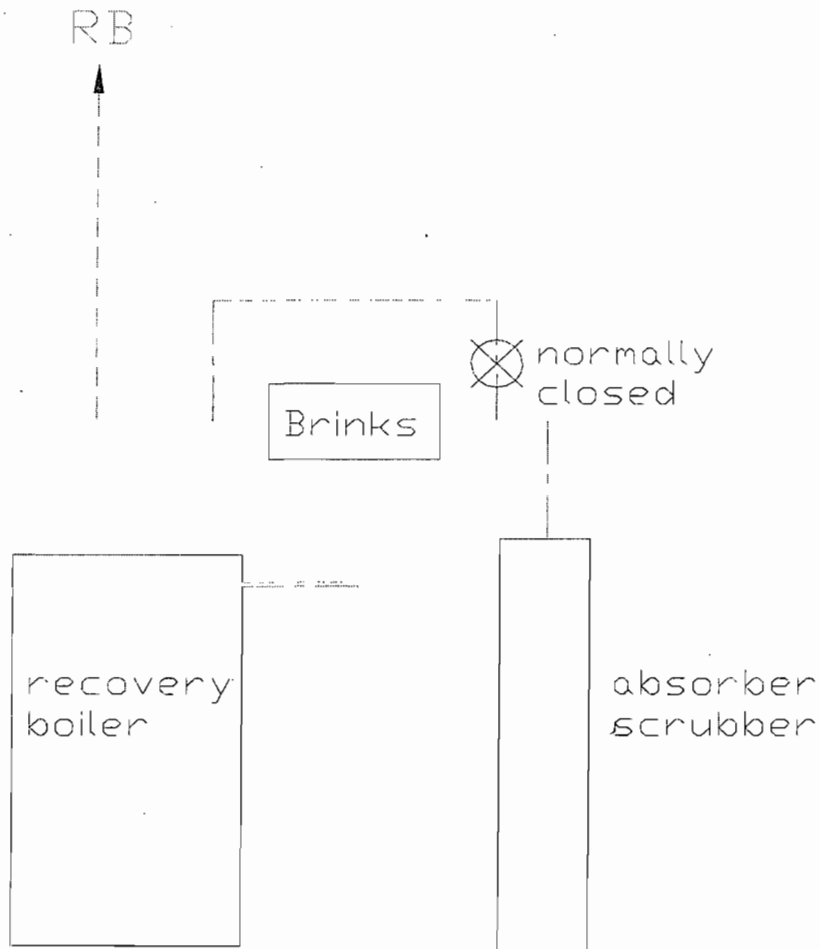 RB
normally
closed
Brinks
recovery
boiler
absorber
scrubber